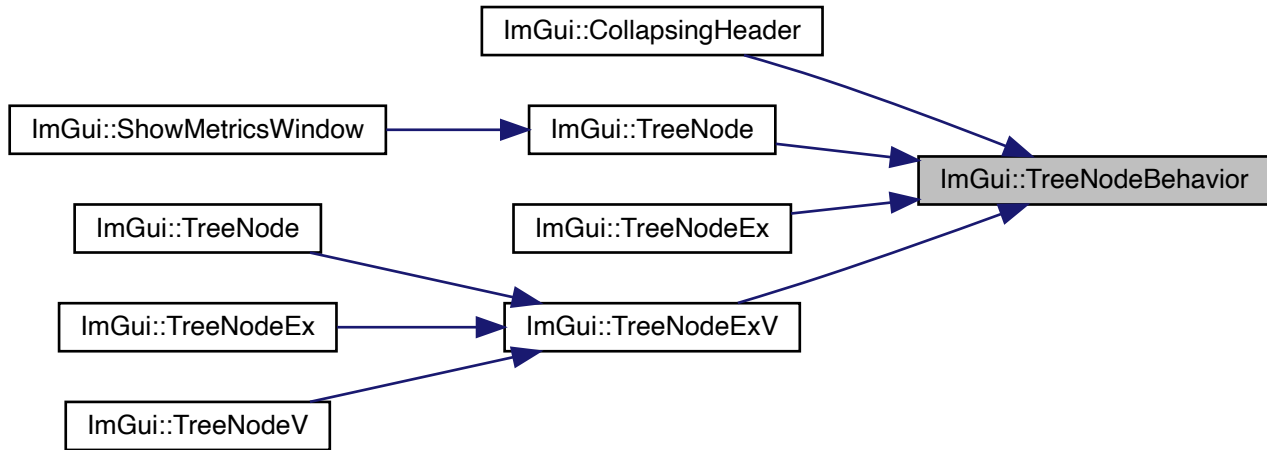 ImGui::CollapsingHeader
ImGui::ShowMetricsWindow
ImGui::TreeNode
ImGui::TreeNodeBehavior
ImGui::TreeNode
ImGui::TreeNodeEx
ImGui::TreeNodeEx
ImGui::TreeNodeExV
ImGui::TreeNodeV